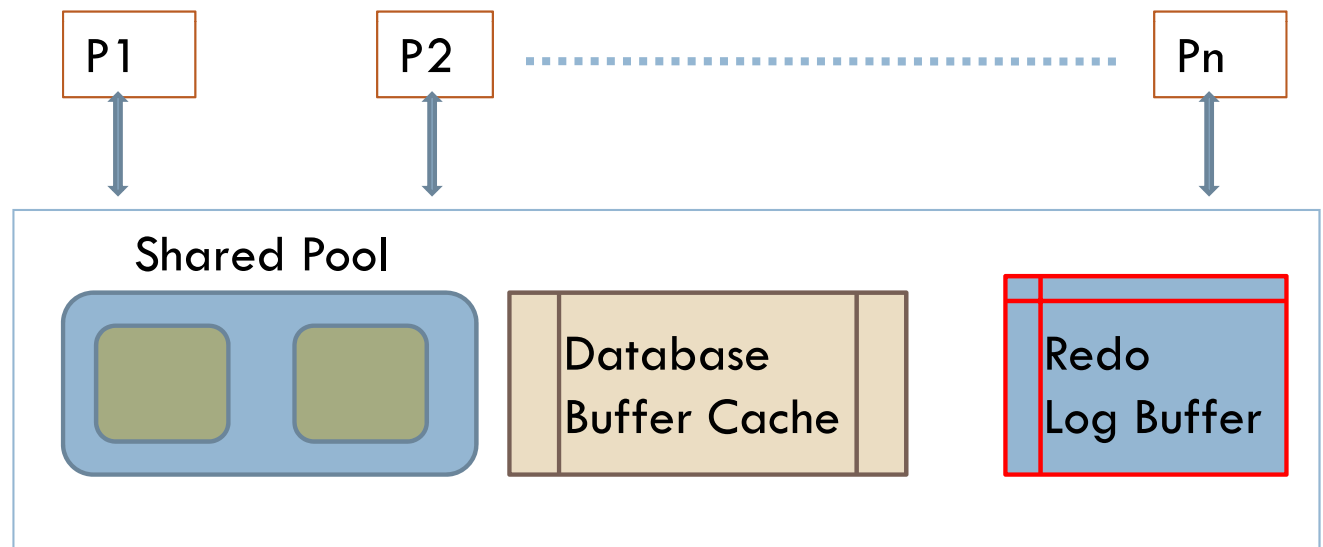 P1
P2
Pn
Shared Pool
Database
Buffer Cache
Redo
Log Buffer